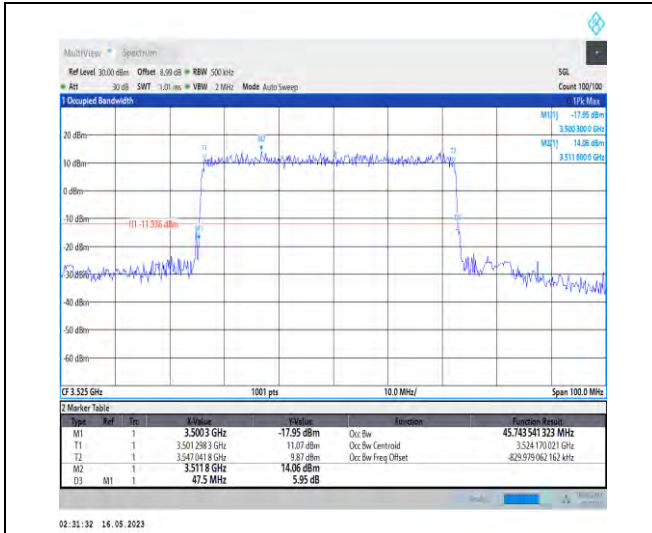 MultiView Spectrum
Ref Level 30.00 dBm Offset 8.99 dB RBW 500 kHz SGL
Att 30 dB SWT 1.01 ms VBW 2 MHz Mode Auto Sweep Count 100/100
1 Occupied Bandwidth 1Pk Max
M1[1] -17.95 dBm
3.500 300 0 GHz
M2[1] 14.06 dBm
3.511 800 0 GHz
20 dBm
T1
M2
T2
10 dBm
0 dBm
-10 dBm
H1 -11.936 dBm
M1
D3
-20 dBm
-30 dBm
-40 dBm
-50 dBm
-60 dBm
CF 3.525 GHz 1001 pts 10.0 MHz/ Span 100.0 MHz
2 Marker Table
Type Ref Trc X-Value Y-Value Function Function Result
M1 1 3.5003 GHz -17.95 dBm Occ Bw 45.743 541 323 MHz
T1 1 3.501 298 3 GHz 11.07 dBm Occ Bw Centroid 3.524 170 021 GHz
T2 1 3.547 041 8 GHz 9.87 dBm Occ Bw Freq Offset -829.979 062 162 kHz
M2 1 3.5118 GHz 14.06 dBm
D3 M1 1 47.5 MHz 5.95 dB
02:31:32 16.05.2023